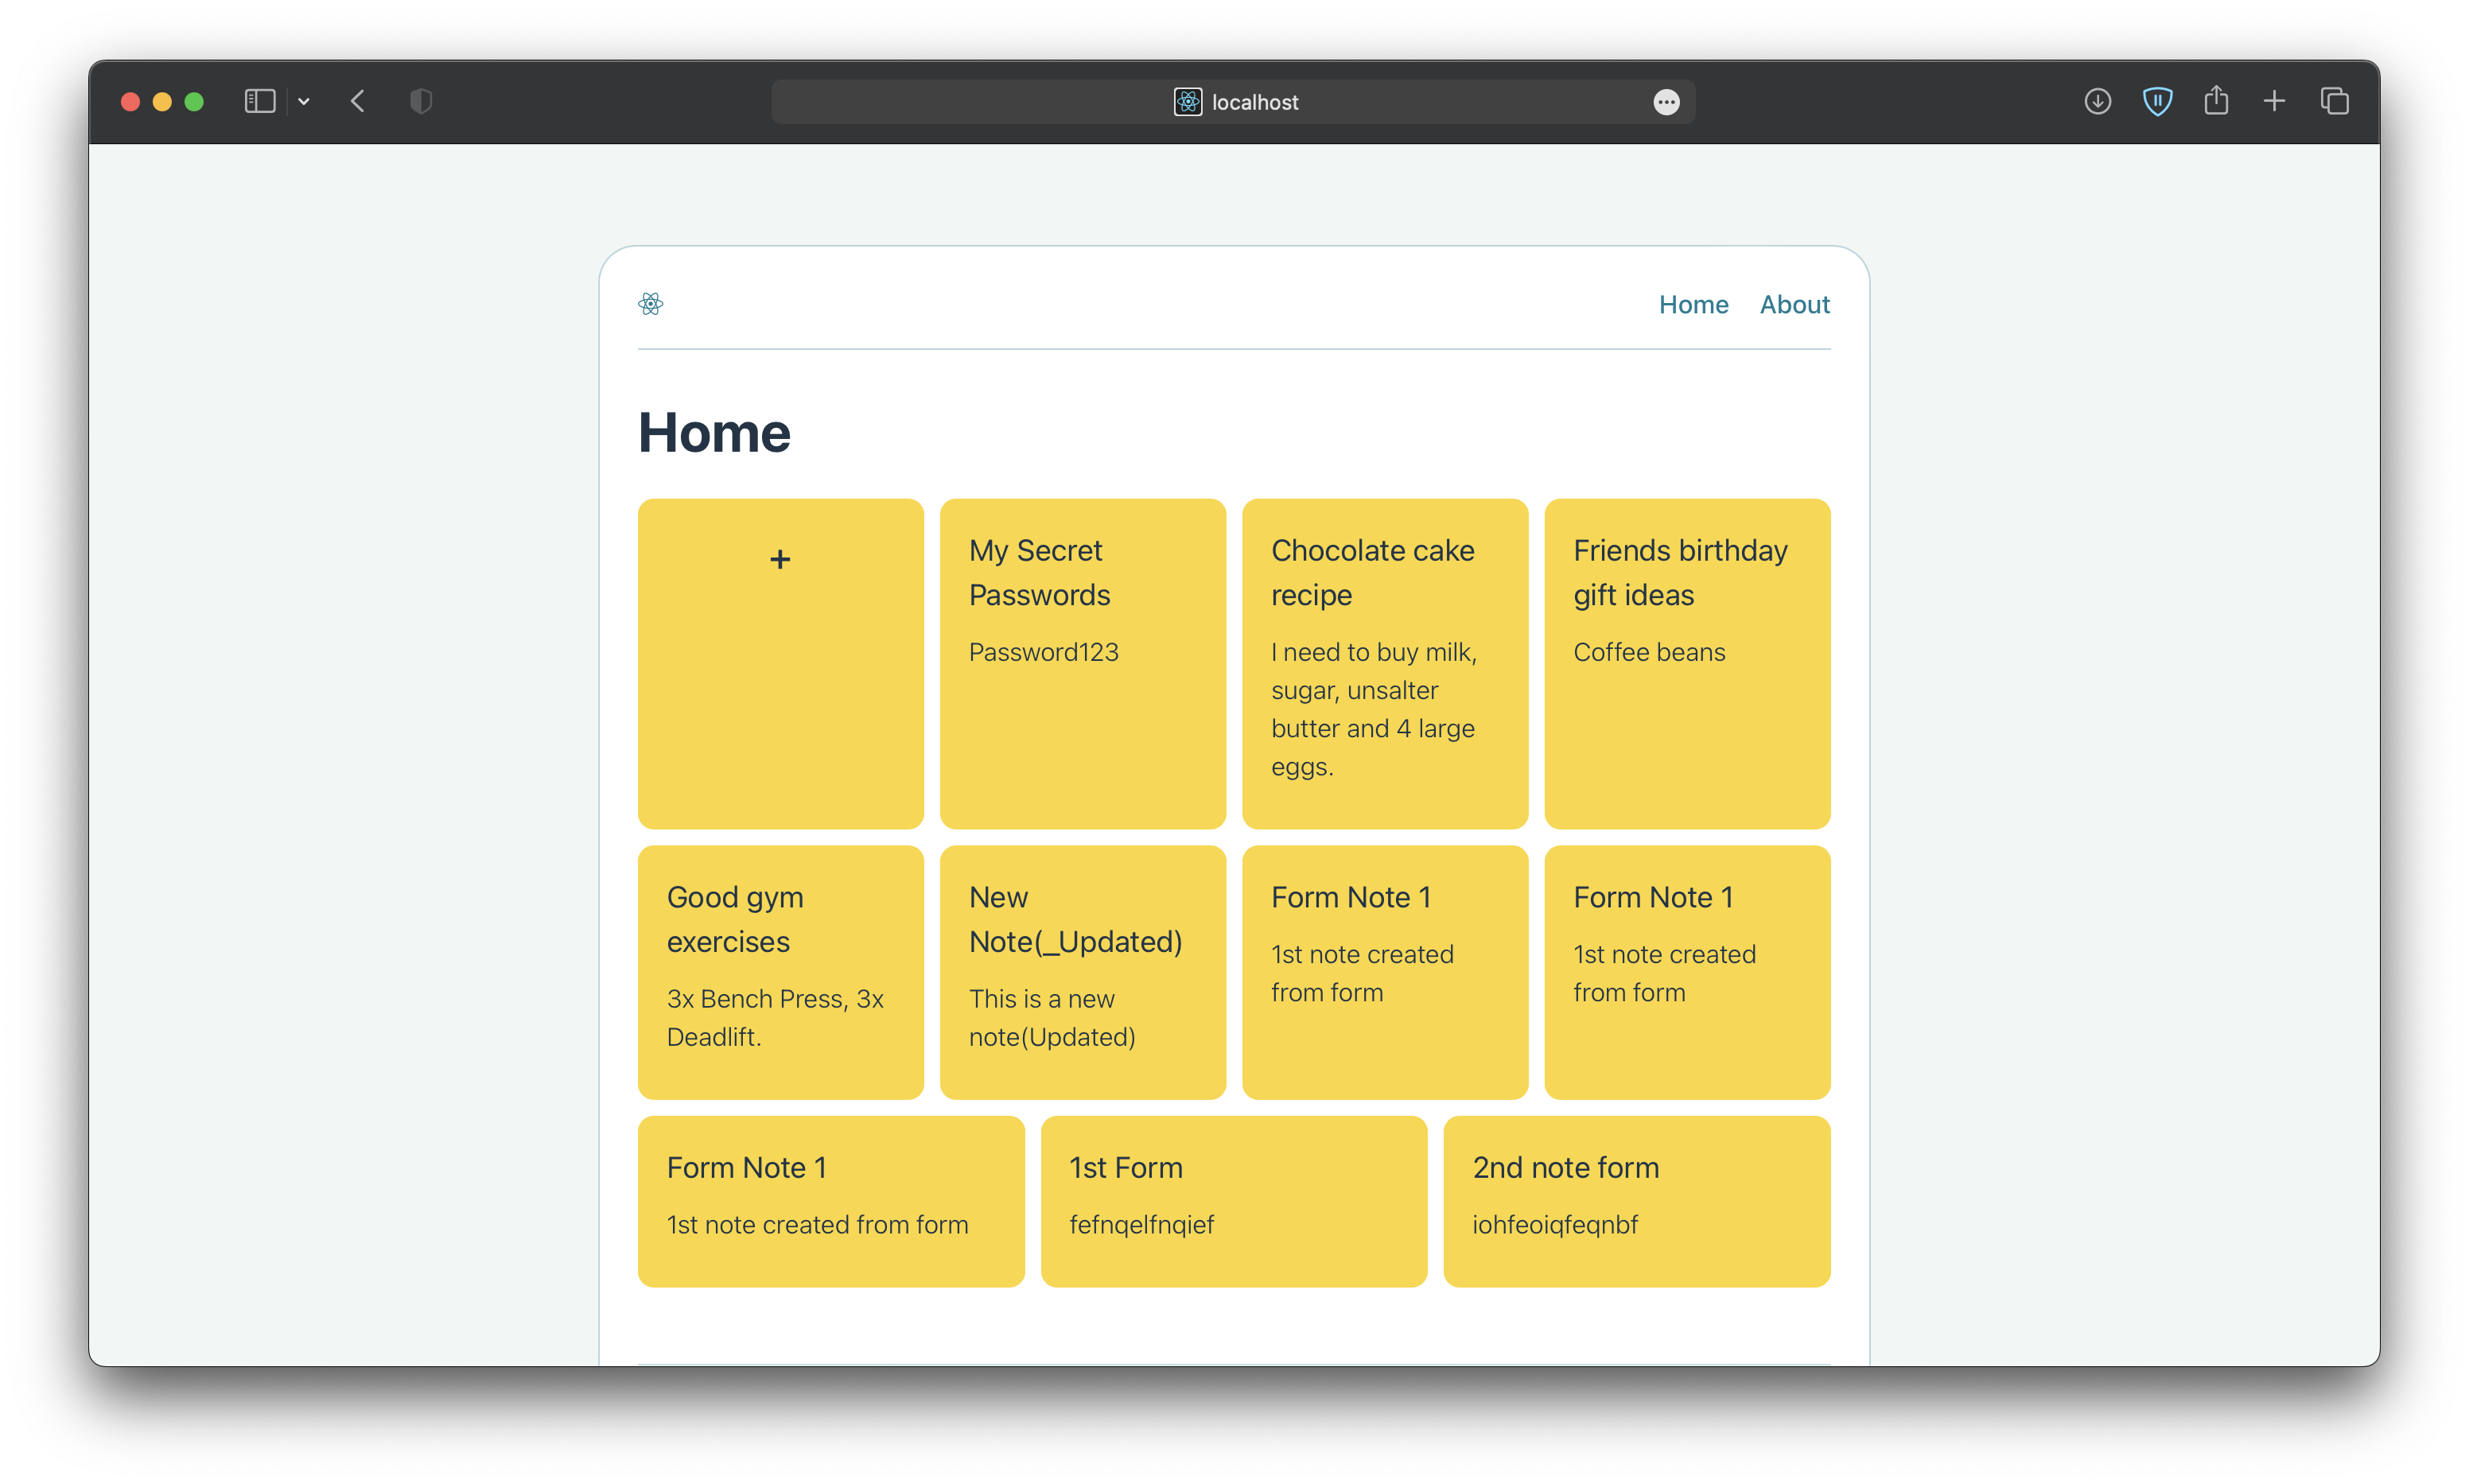 localhost
Home About
Home
+
My Secret
Passwords
Password123
Chocolate cake
recipe
I need to buy milk,
sugar, unsalter
butter and 4 large
eggs.
Friends birthday
gift ideas
Coffee beans
Good gym
exercises
3x Bench Press, 3x
Deadlift.
New
Note(_Updated)
This is a new
note(Updated)
Form Note 1
1st note created
from form
Form Note 1
1st note created
from form
Form Note 1
1st note created from form
1st Form
fefnqelfnqief
2nd note form
iohfeoiqfeqnbf